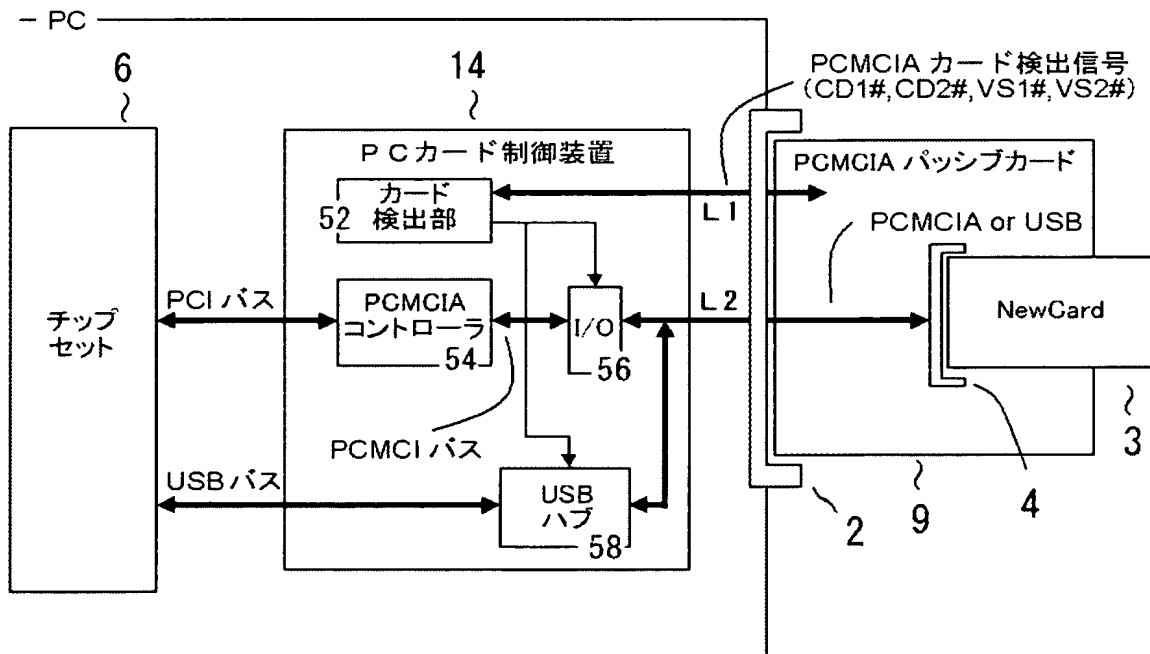 PC
6
14
PCMCIA カード検出信号
(CD1#,CD2#,VS1#,VS2#)
PCカード制御装置
PCMCIA パッシブカード
カード
検出部
52
L1
PCMCIA or USB
PCI バス
PCMCIA
コントローラ
54
I/O
56
L2
NewCard
チップ
セット
PCMCI バス
3
USB バス
USB
ハブ
58
2
9
4